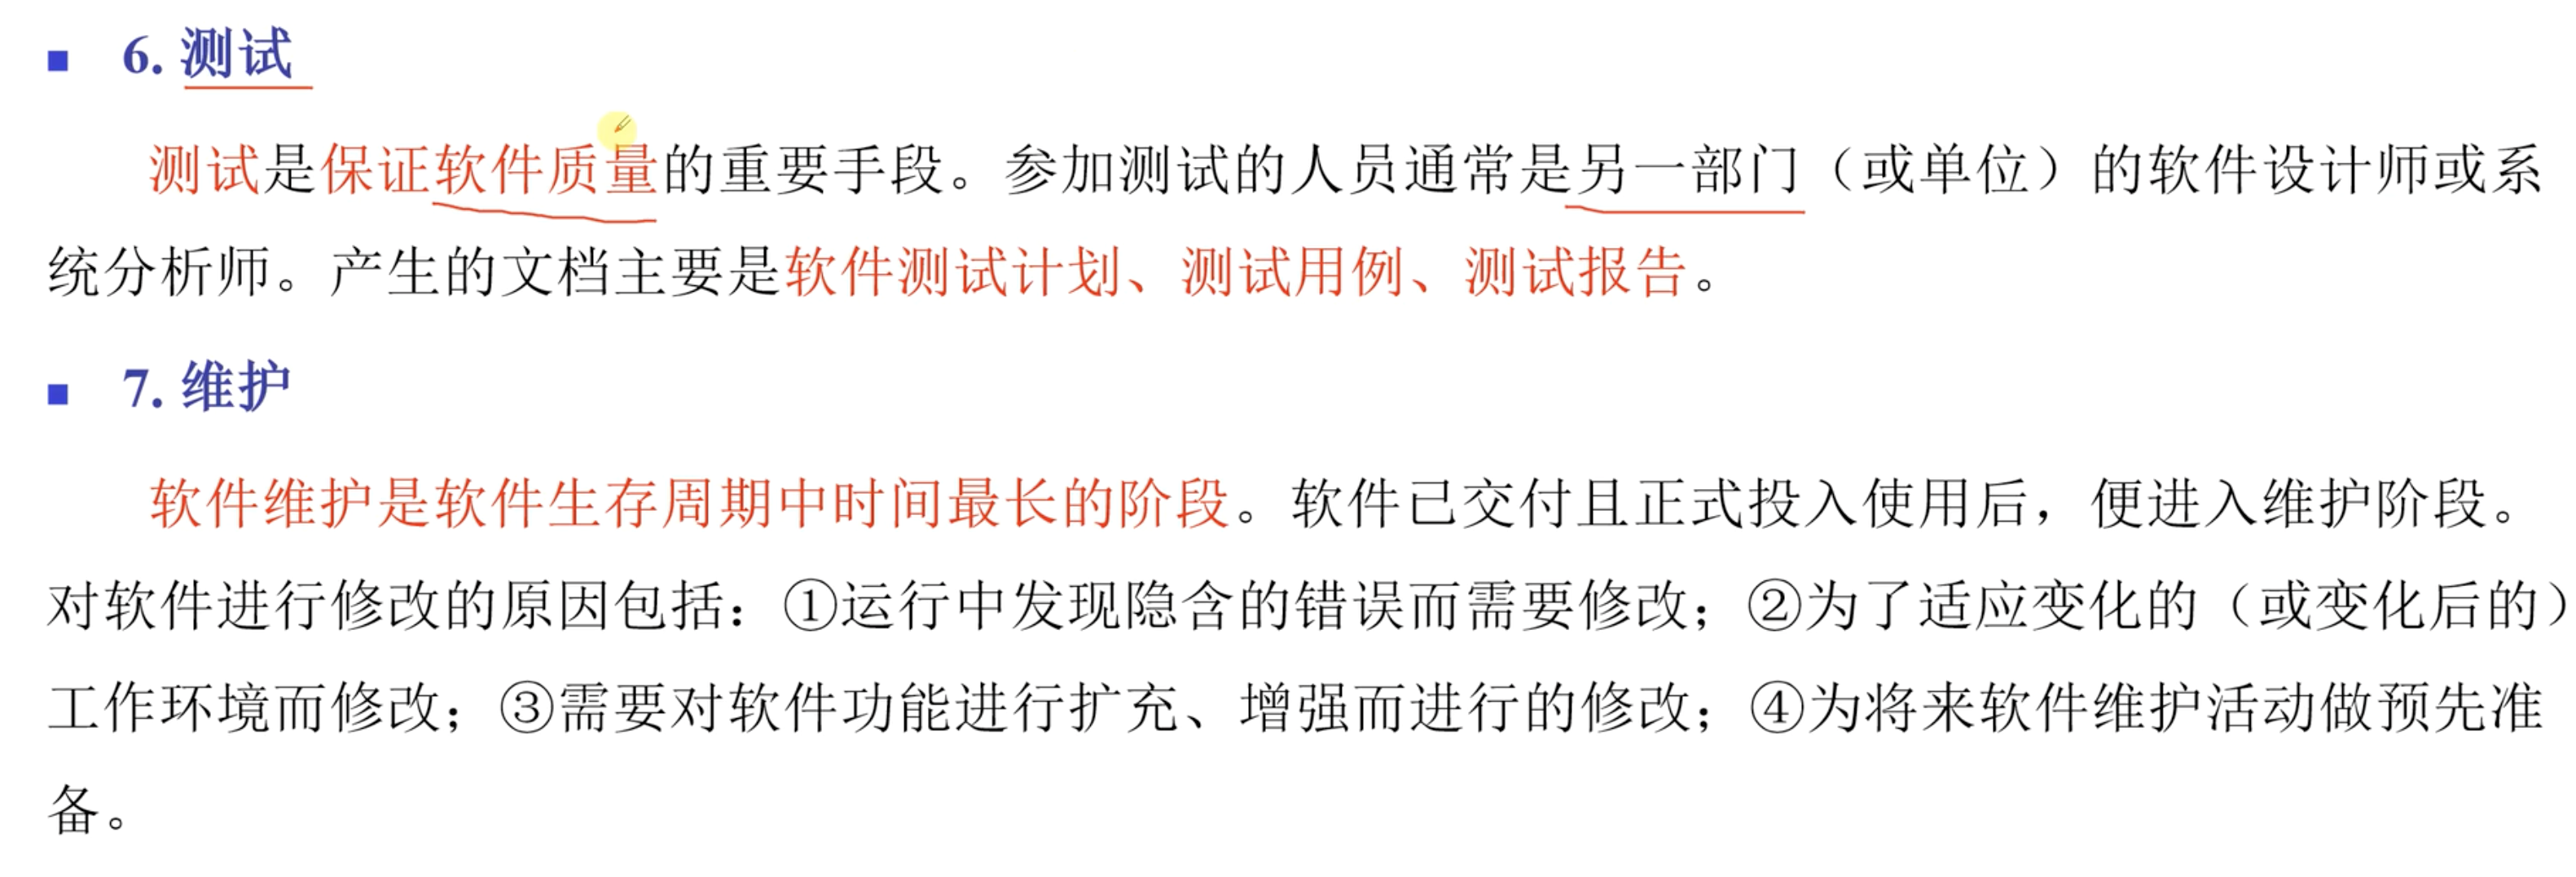 ■ 6. 测试
测试是保证软件质量的重要手段。参加测试的人员通常是另一部门（或单位）的软件设计师或系
统分析师。产生的文档主要是软件测试计划、测试用例、测试报告。
■ 7. 维护
软件维护是软件生存周期中时间最长的阶段。软件已交付且正式投入使用后，便进入维护阶段。
对软件进行修改的原因包括：①运行中发现隐含的错误而需要修改；②为了适应变化的（或变化后的）
工作环境而修改；③需要对软件功能进行扩充、增强而进行的修改；④为将来软件维护活动做预先准
备。